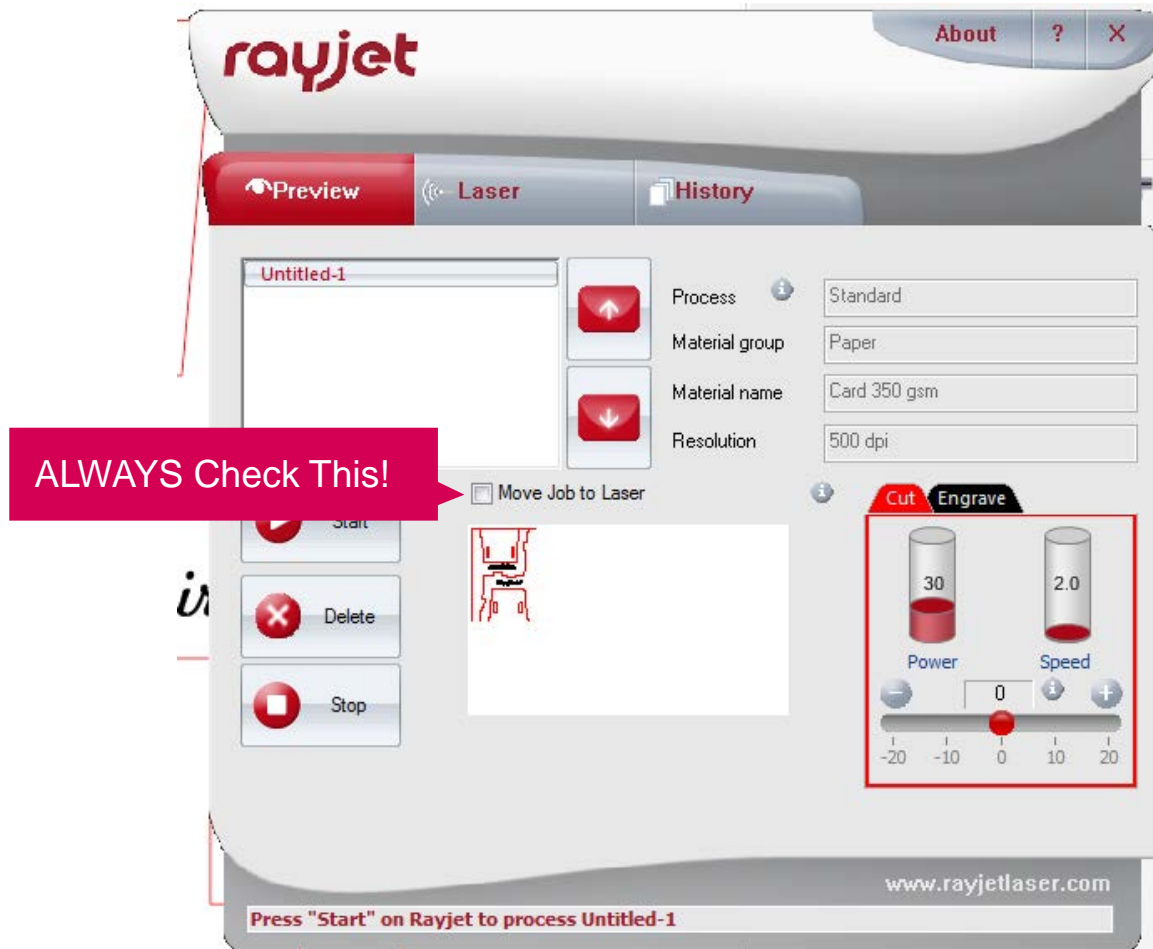 rayjet
About ? X
Preview Laser History
Untitled-1
Process Standard
Material group Paper
Material name Card 350 gsm
Resolution 500 dpi
ALWAYS Check This!
Move Job to Laser
Cut Engrave
Start
30 2.0
Delete
Power Speed
0
Stop
-20 -10 0 10 20
www.rayjetlaser.com
Press "Start" on Rayjet to process Untitled-1